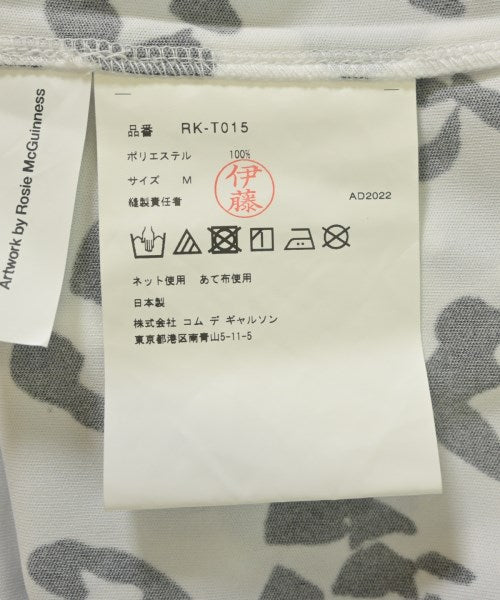 Artwork by Rosie McGuinness
品番 RK-T015
ポリエステル 100%
サイズ M
縫製責任者
伊藤
AD2022
ネット使用 あて布使用
日本製
株式会社 コム デ ギャルソン
東京都港区南青山5-11-5